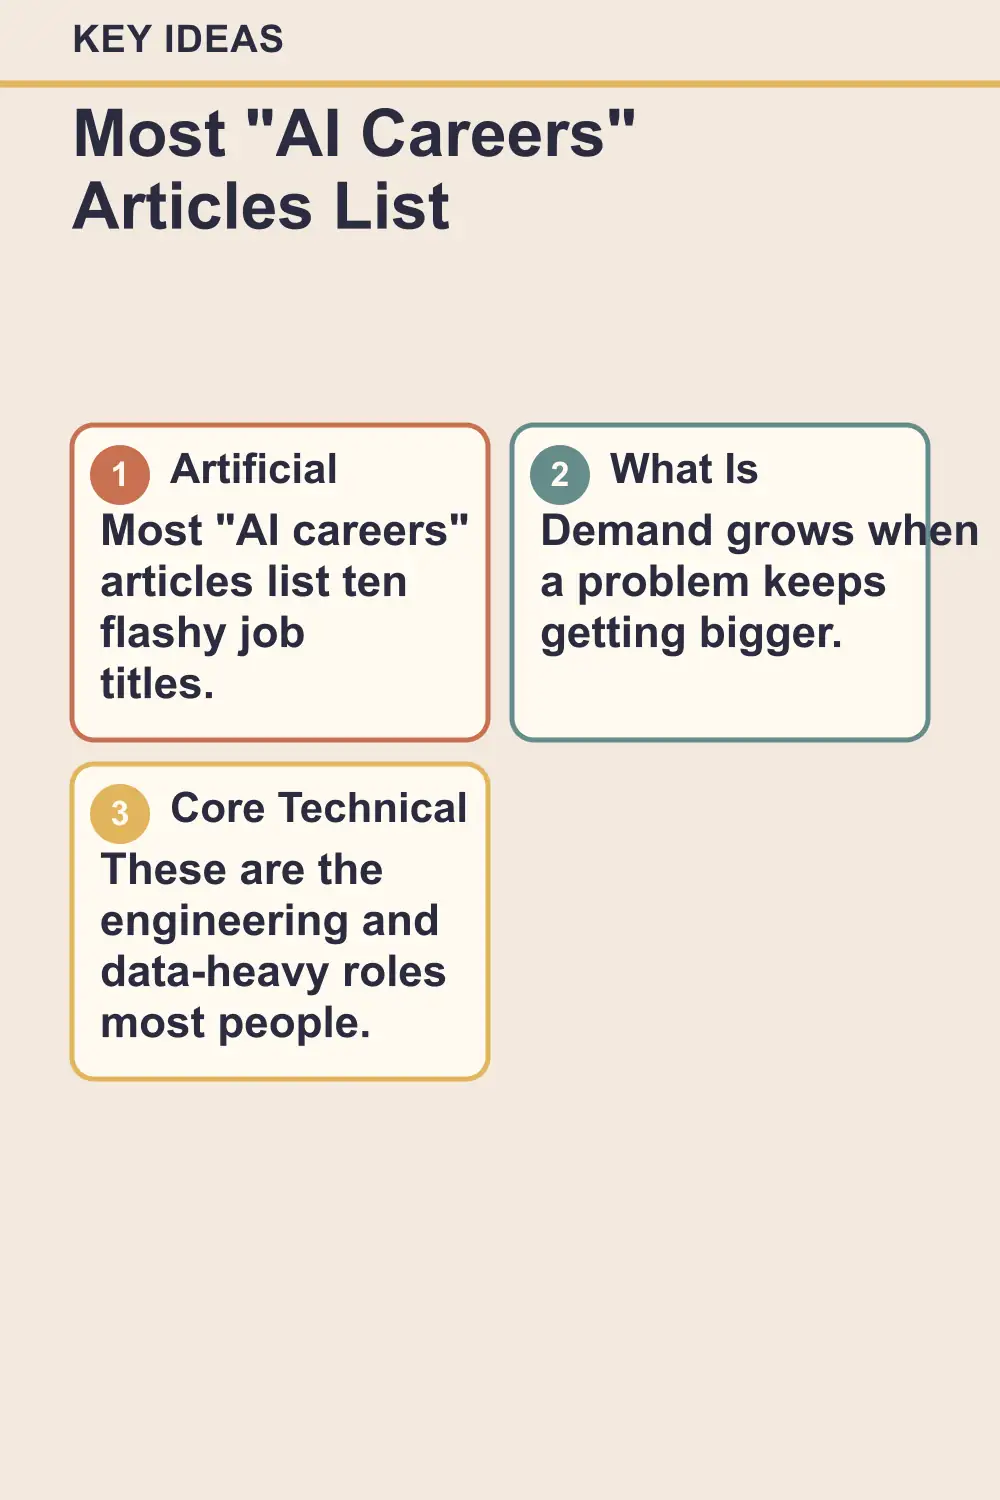 KEY IDEAS
Most "AI Careers"
Articles List
1 Artificial
Most "AI careers"
articles list ten
flashy job
titles.
2 What Is
Demand grows when
a problem keeps
getting bigger.
3 Core Technical
These are the
engineering and
data-heavy roles
most people.